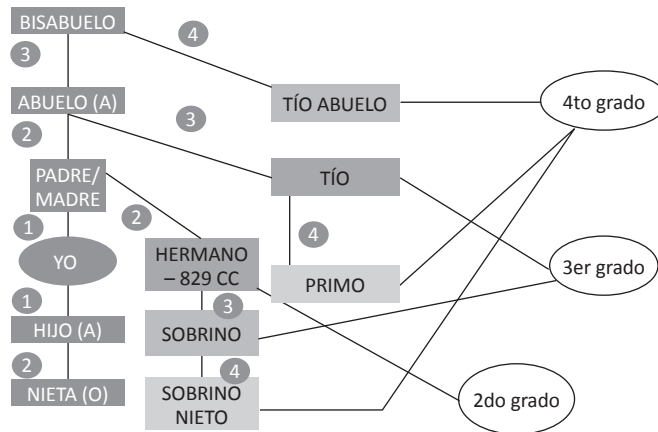 BISABUELO
4
3
TÍO ABUELO
4to grado
ABUELO (A)
3
2
PADRE/
MADRE
TÍO
1
2
4
YO
HERMANO
– 829 CC
3er grado
PRIMO
1
3
HIJO (A)
SOBRINO
2
4
NIETA (O)
SOBRINO
NIETO
2do grado